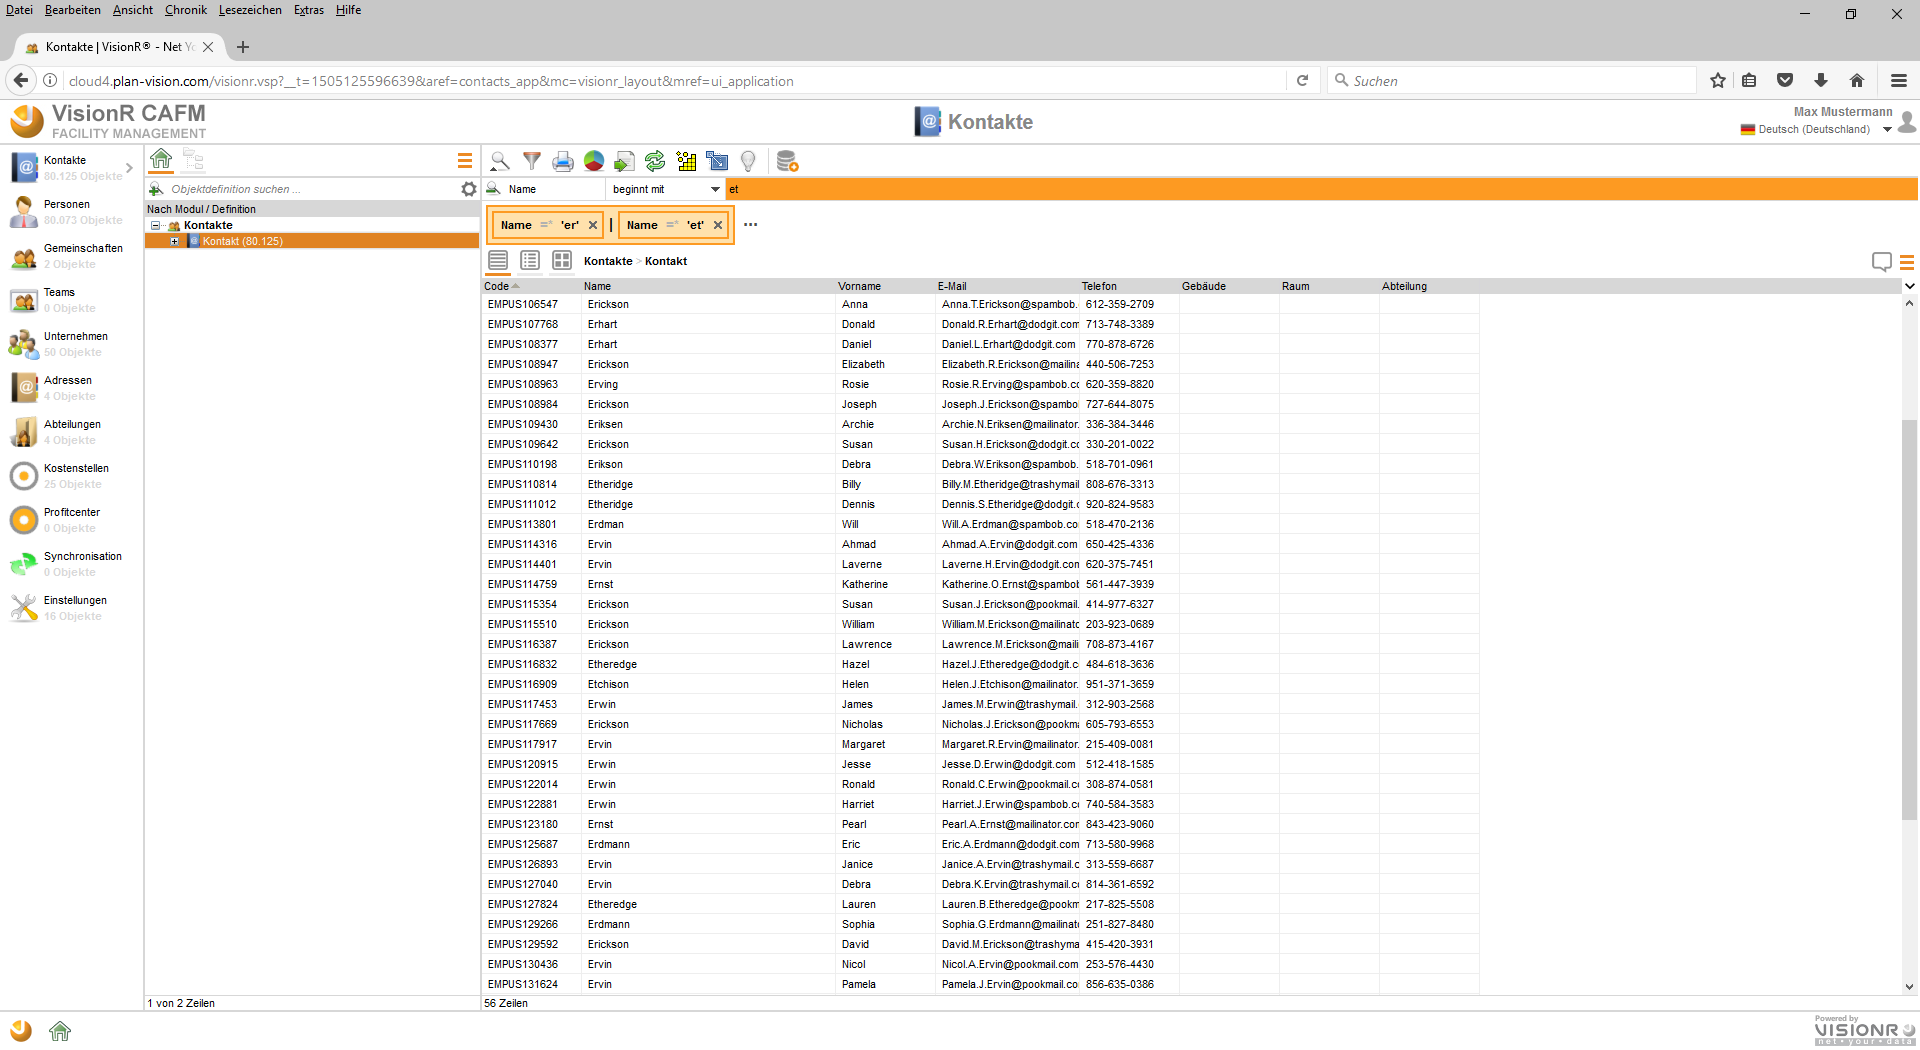 Datei Bearbeiten Ansicht Chronik Lesezeichen Extras Hilfe
Kontakte | VisionR® - Net Yo
cloud4.plan-vision.com/visionr.vsp?__t=1505125596639&aref=contacts_app&mc=visionr_layout&mref=ui_application
Suchen
VisionR CAFM
FACILITY MANAGEMENT
Kontakte
Max Mustermann
Deutsch (Deutschland)
Kontakte
80.125 Objekte
Personen
80.073 Objekte
Gemeinschaften
2 Objekte
Teams
0 Objekte
Unternehmen
50 Objekte
Adressen
4 Objekte
Abteilungen
4 Objekte
Kostenstellen
25 Objekte
Profitcenter
0 Objekte
Synchronisation
0 Objekte
Einstellungen
16 Objekte
Objektdefinition suchen ...
Nach Modul / Definition
Kontakte
Kontakt (80.125)
1 von 2 Zeilen
Name beginnt mit et
Name =* 'er' | Name =* 'et' ...
Kontakte > Kontakt
Code Name Vorname E-Mail Telefon Gebäude Raum Abteilung
EMPUS106547 Erickson Anna Anna.T.Erickson@spambob. 612-359-2709
EMPUS107768 Erhart Donald Donald.R.Erhart@dodgit.com 713-748-3389
EMPUS108377 Erhart Daniel Daniel.L.Erhart@dodgit.com 770-878-6726
EMPUS108947 Erickson Elizabeth Elizabeth.R.Erickson@mailina 440-506-7253
EMPUS108963 Erving Rosie Rosie.R.Erving@spambob.cc 620-359-8820
EMPUS108984 Erickson Joseph Joseph.J.Erickson@spambo 727-644-8075
EMPUS109430 Eriksen Archie Archie.N.Eriksen@mailinator. 336-384-3446
EMPUS109642 Erickson Susan Susan.H.Erickson@dodgit.cc 330-201-0022
EMPUS110198 Erikson Debra Debra.W.Erikson@spambob. 518-701-0961
EMPUS110814 Etheridge Billy Billy.M.Etheridge@trashymail 808-676-3313
EMPUS111012 Etheridge Dennis Dennis.S.Etheridge@dodgit.c 920-824-9583
EMPUS113801 Erdman Will Will.A.Erdman@spambob.co 518-470-2136
EMPUS114316 Ervin Ahmad Ahmad.A.Ervin@dodgit.com 650-425-4336
EMPUS114401 Ervin Laverne Laverne.H.Ervin@dodgit.com 620-375-7451
EMPUS114759 Ernst Katherine Katherine.O.Ernst@spambob 561-447-3939
EMPUS115354 Erickson Susan Susan.J.Erickson@pookmail. 414-977-6327
EMPUS115510 Erickson William William.M.Erickson@mailinatc 203-923-0689
EMPUS116387 Erickson Lawrence Lawrence.M.Erickson@maili 708-873-4167
EMPUS116832 Etheredge Hazel Hazel.J.Etheredge@dodgit.c 484-618-3636
EMPUS116909 Etchison Helen Helen.J.Etchison@mailinator. 951-371-3659
EMPUS117453 Erwin James James.M.Erwin@trashymail. 312-903-2568
EMPUS117669 Erickson Nicholas Nicholas.J.Erickson@pookma 605-793-6553
EMPUS117917 Ervin Margaret Margaret.R.Ervin@mailinator. 215-409-0081
EMPUS120915 Erwin Jesse Jesse.D.Erwin@dodgit.com 512-418-1585
EMPUS122014 Erwin Ronald Ronald.C.Erwin@pookmail.c 308-874-0581
EMPUS122881 Erwin Harriet Harriet.J.Erwin@spambob.cc 740-584-3583
EMPUS123180 Ernst Pearl Pearl.A.Ernst@mailinator.con 843-423-9060
EMPUS125687 Erdmann Eric Eric.A.Erdmann@dodgit.com 713-580-9968
EMPUS126893 Ervin Janice Janice.A.Ervin@trashymail.c 313-559-6687
EMPUS127040 Ervin Debra Debra.K.Ervin@trashymail.cc 814-361-6592
EMPUS127824 Etheredge Lauren Lauren.B.Etheredge@pookm 217-825-5508
EMPUS129266 Erdmann Sophia Sophia.G.Erdmann@mailinat 251-827-8480
EMPUS129592 Erickson David David.M.Erickson@trashyma 415-420-3931
EMPUS130436 Ervin Nicol Nicol.A.Ervin@pookmail.com 253-576-4430
EMPUS131624 Ervin Pamela Pamela.J.Ervin@pookmail.co 856-635-0386
56 Zeilen
Powered by
VISIONR
net • your • data